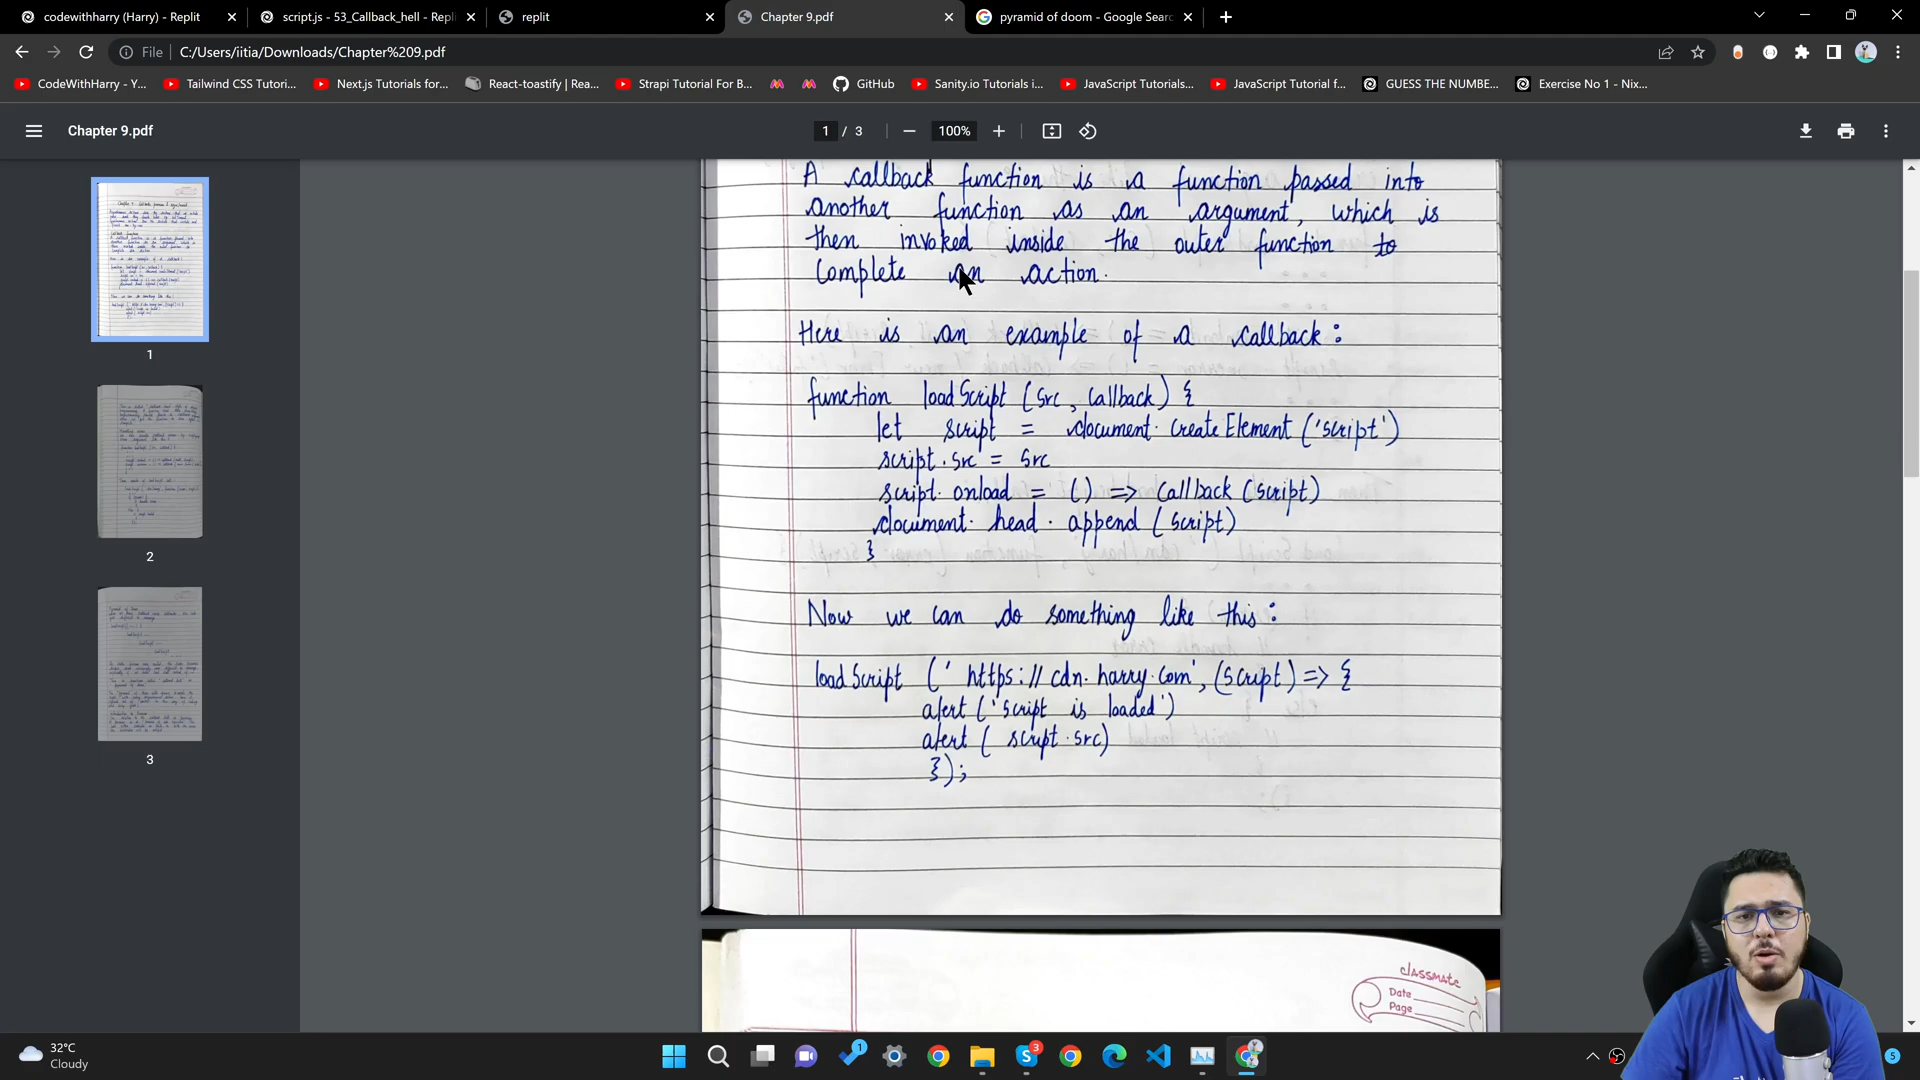 codewithharry (Harry) - Replit
script.js - 53_Callback_hell - Repli
replit
Chapter 9.pdf
pyramid of doom - Google Searc
File
C:/Users/iitia/Downloads/Chapter%209.pdf
CodeWithHarry - Y...
Tailwind CSS Tutori...
Next.js Tutorials for...
React-toastify | Rea...
Strapi Tutorial For B...
GitHub
Sanity.io Tutorials i...
JavaScript Tutorials...
JavaScript Tutorial f...
GUESS THE NUMBE...
Exercise No 1 - Nix...
Chapter 9.pdf
1 / 3
100%
A callback function is a function passed into
another function as an argument, which is
then invoked inside the outer function to
complete an action.
Here is an example of a callback :
function loadScript (src, callback) {
let script = document.createElement ('script')
script.src = src
script.onload = () => callback (script)
document.head.append (script)
}
Now we can do something like this :
loadScript ('https://cdn.harry.com', (script) => {
alert ('script is loaded')
alert ( script.src)
});
classmate
Date
Page
1
2
3
32°C
Cloudy
1
3
5